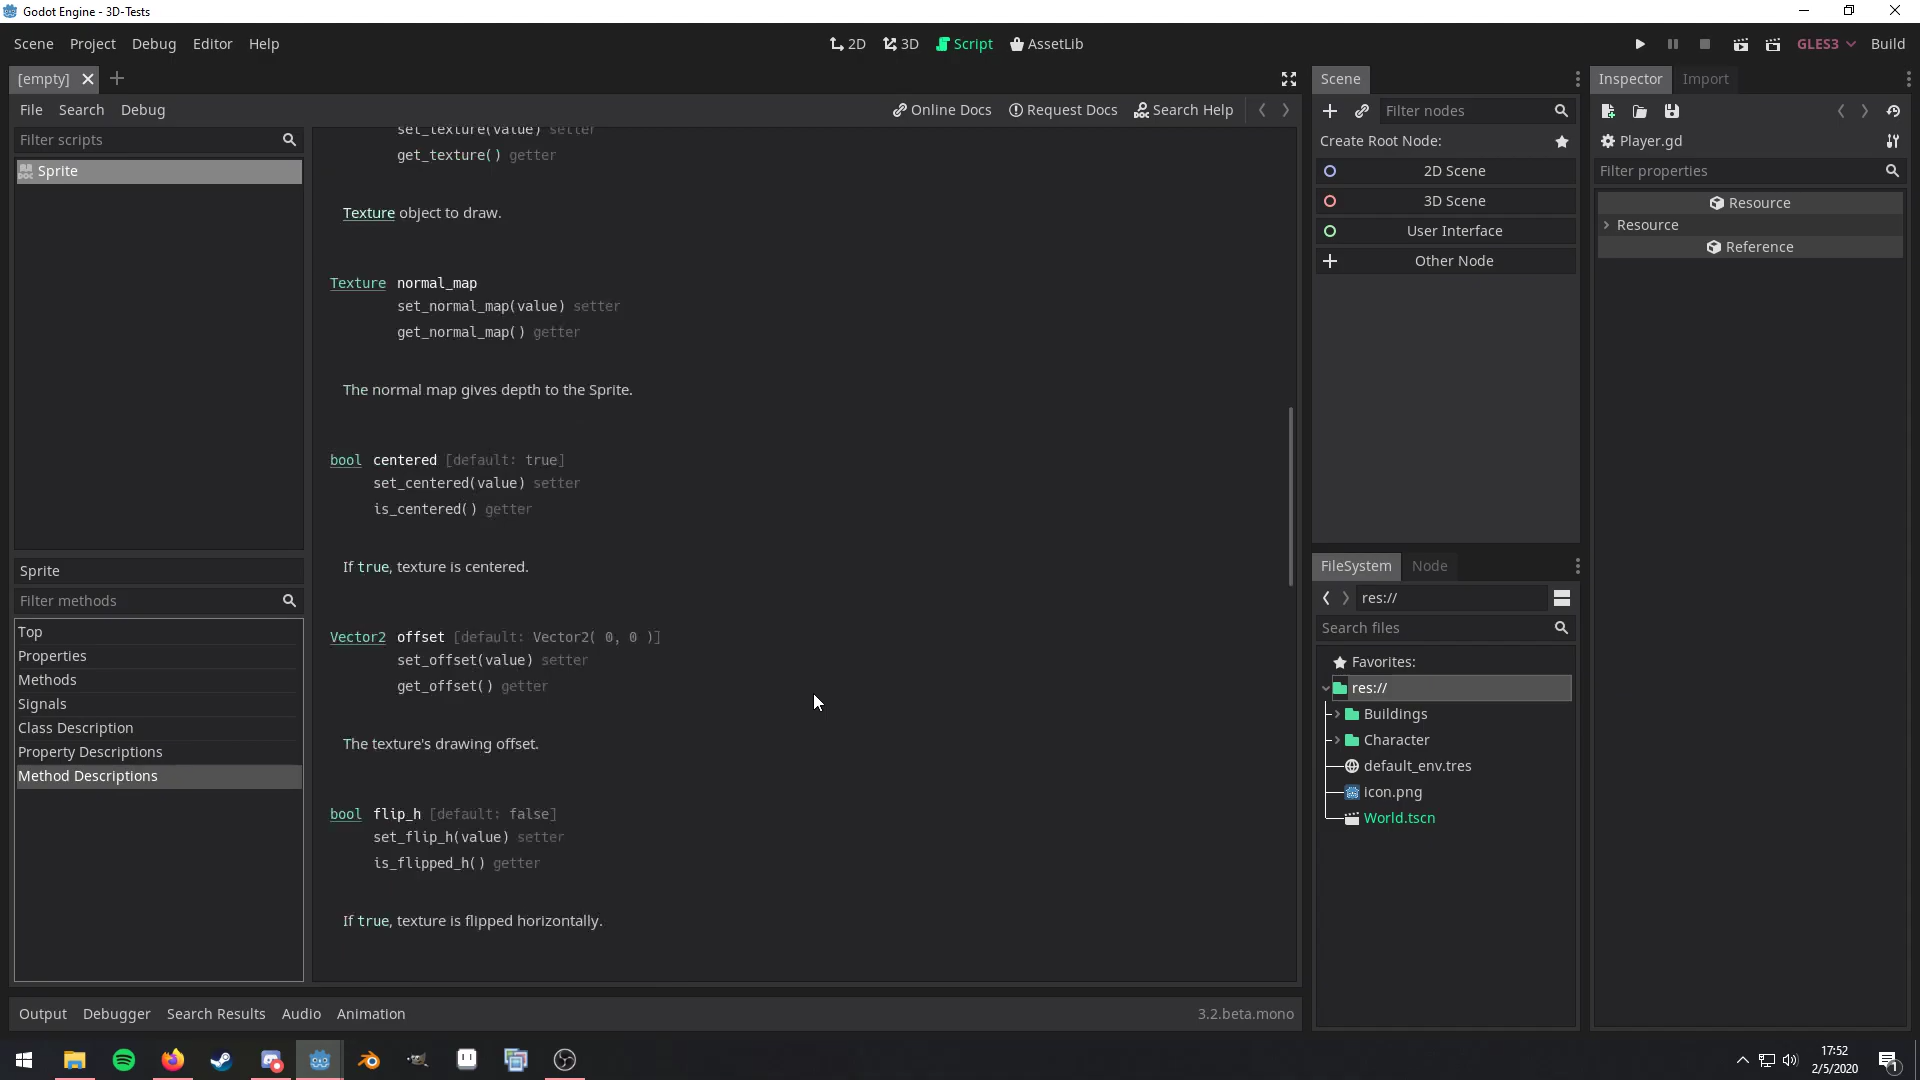 Godot Engine - 3D-Tests
Scene Project Debug Editor Help
2D 3D Script AssetLib
GLES3 Build
[empty]
File Search Debug
Online Docs Request Docs Search Help
Filter scripts
Sprite
Sprite
Filter methods
Top
Properties
Methods
Signals
Class Description
Property Descriptions
Method Descriptions
set_texture(value) setter
get_texture() getter
Texture object to draw.
Texture normal_map
set_normal_map(value) setter
get_normal_map() getter
The normal map gives depth to the Sprite.
bool centered [default: true]
set_centered(value) setter
is_centered() getter
If true, texture is centered.
Vector2 offset [default: Vector2( 0, 0 )]
set_offset(value) setter
get_offset() getter
The texture's drawing offset.
bool flip_h [default: false]
set_flip_h(value) setter
is_flipped_h() getter
If true, texture is flipped horizontally.
Output Debugger Search Results Audio Animation
3.2.beta.mono
Scene
Filter nodes
Create Root Node:
2D Scene
3D Scene
User Interface
Other Node
FileSystem Node
res://
Search files
Favorites:
res://
Buildings
Character
default_env.tres
icon.png
World.tscn
Inspector Import
Player.gd
Filter properties
Resource
Resource
Reference
17:52
2/5/2020
1